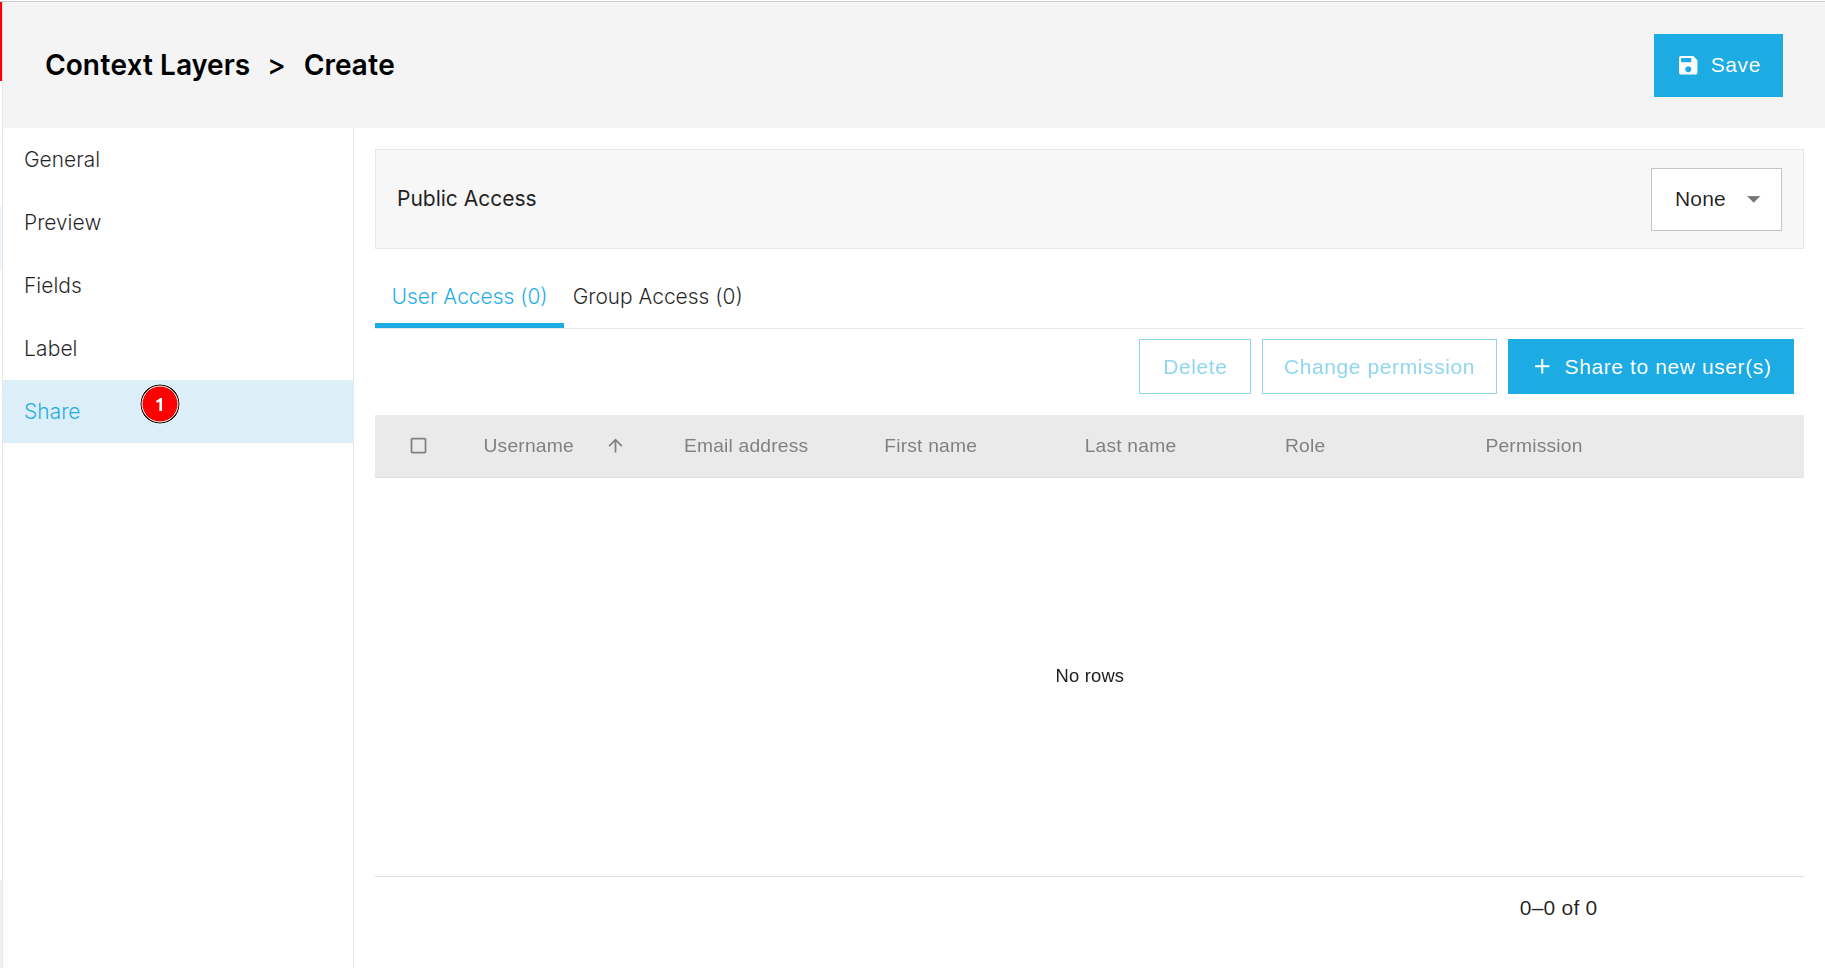 Context Layers > Create
Save
General
Preview
Fields
Label
Share
1
Public Access
None
User Access (0)
Group Access (0)
Delete
Change permission
+ Share to new user(s)
Username ↑
Email address
First name
Last name
Role
Permission
No rows
0–0 of 0